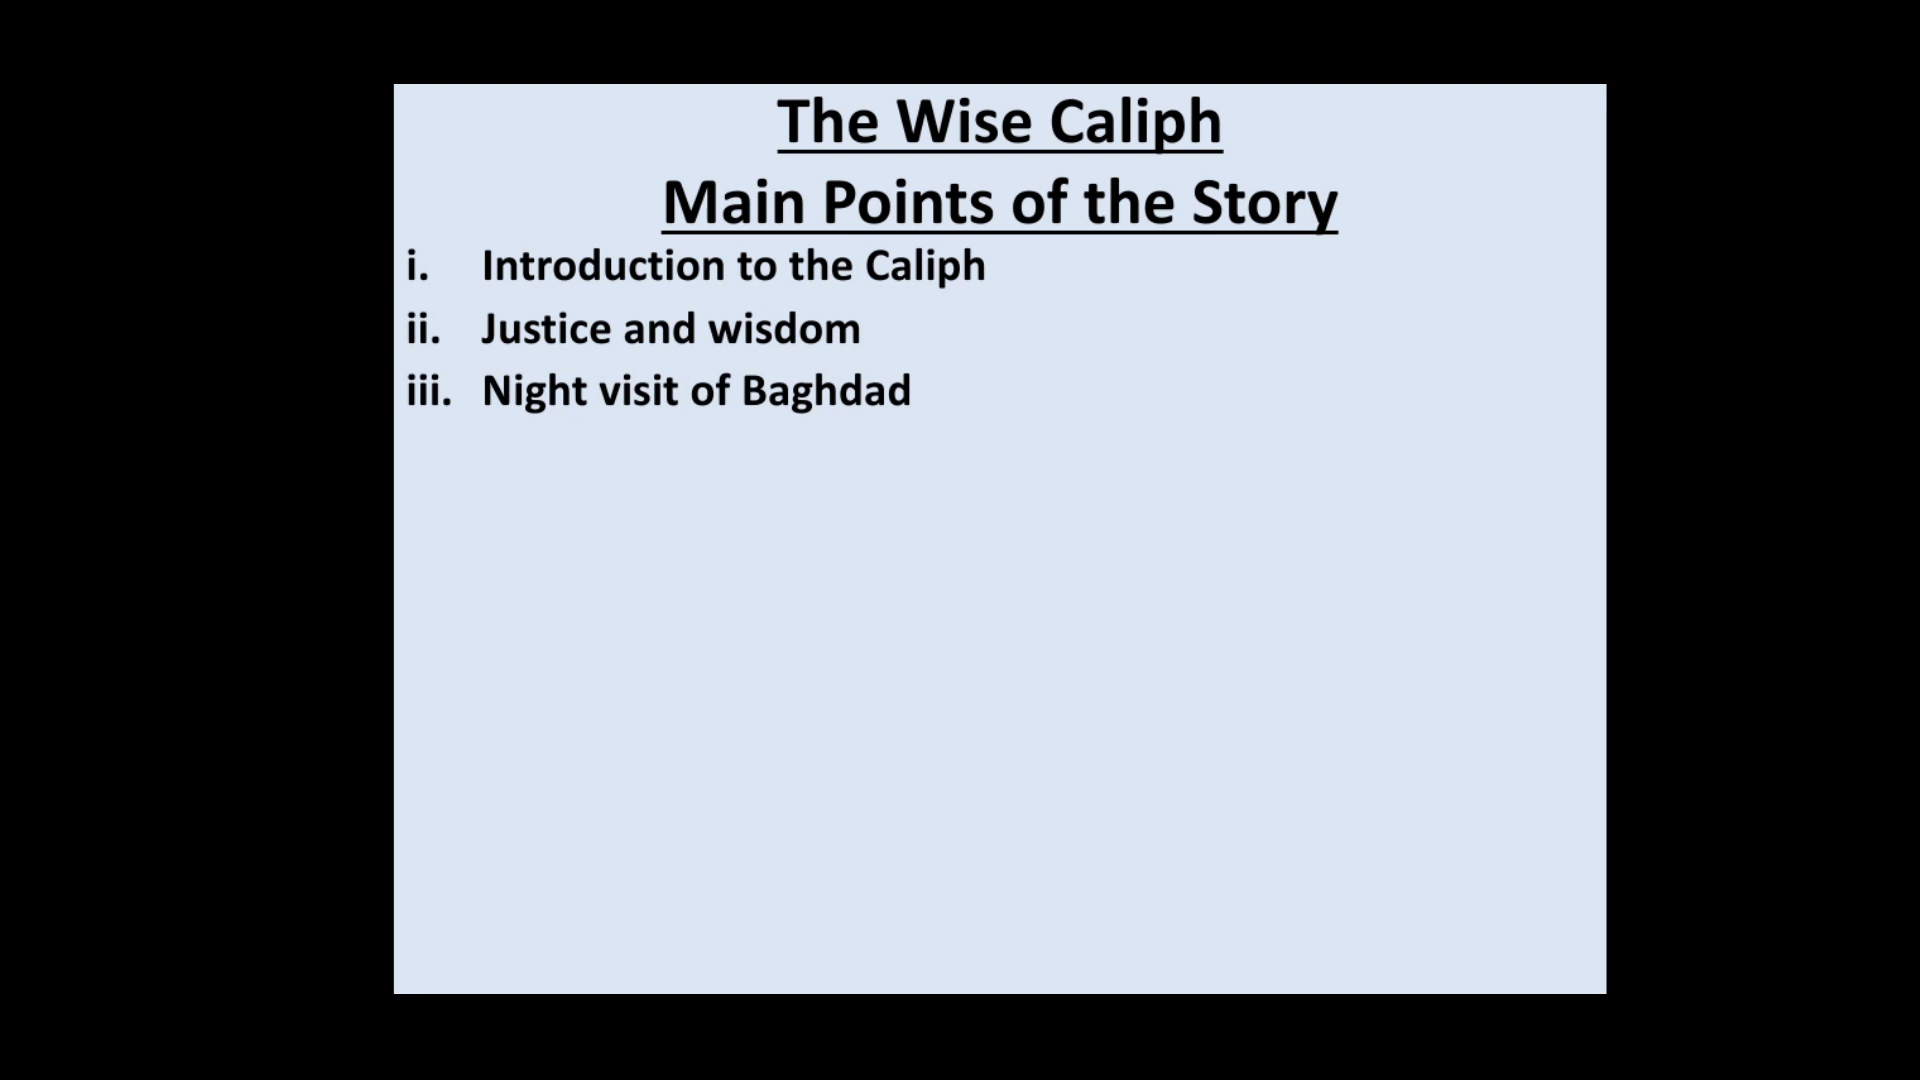 The Wise Caliph
Main Points of the Story
i. Introduction to the Caliph
ii. Justice and wisdom
iii. Night visit of Baghdad